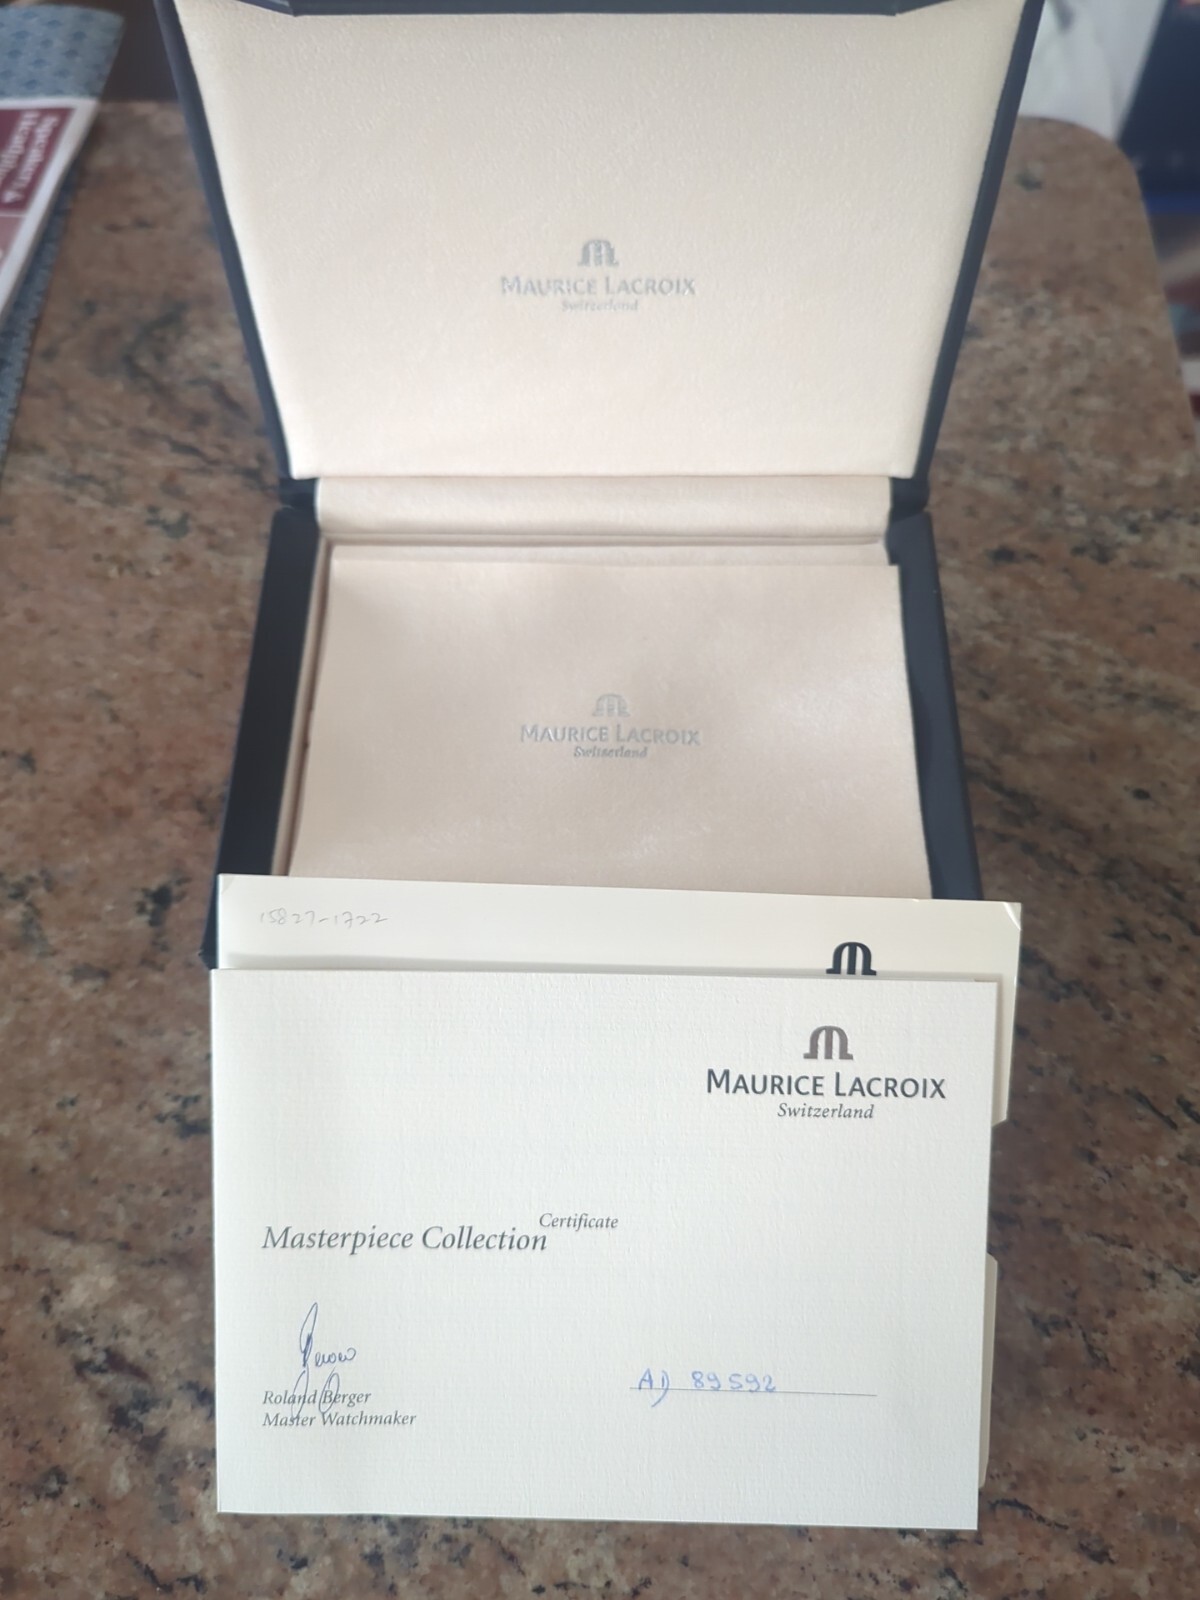 MAURICE LACROIX
Switzerland
MAURICE LACROIX
Switzerland
15827-1722
MAURICE LACROIX
Switzerland
Certificate
Masterpiece Collection
Roland Berger
Master Watchmaker
AD 89592